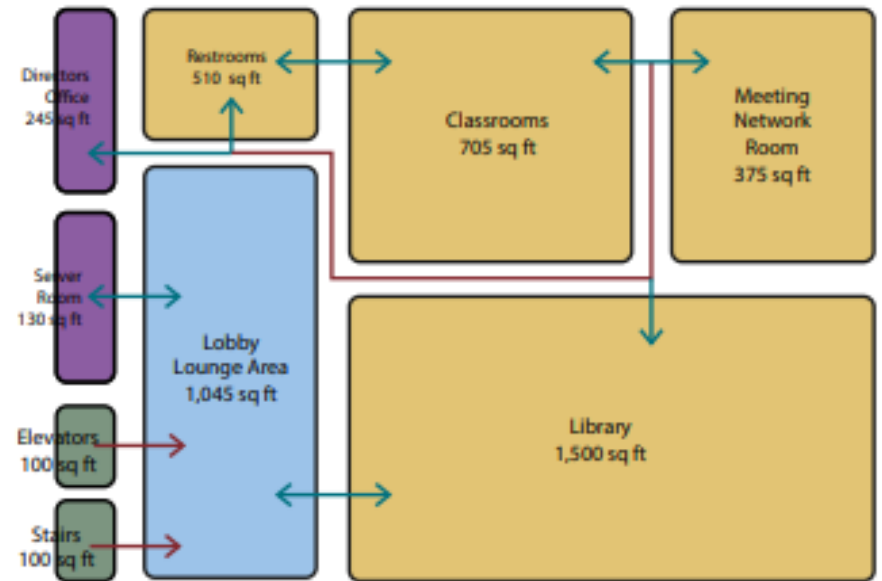 Directors
Office
245 sq ft
Restrooms
510 sq ft
Classrooms
705 sq ft
Meeting
Network
Room
375 sq ft
Server
Room
130 sq ft
Lobby
Lounge Area
1,045 sq ft
Elevators
100 sq ft
Stairs
100 sq ft
Library
1,500 sq ft